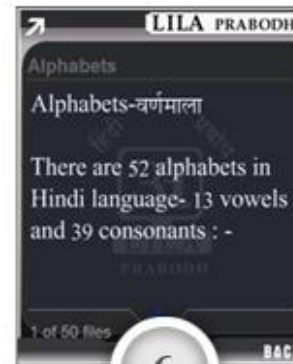 LILA PRABODH
Alphabets
Alphabets-वर्णमाला
There are 52 alphabets in
Hindi language- 13 vowels
and 39 consonants : -
PRABODH
1 of 50 files
BAC